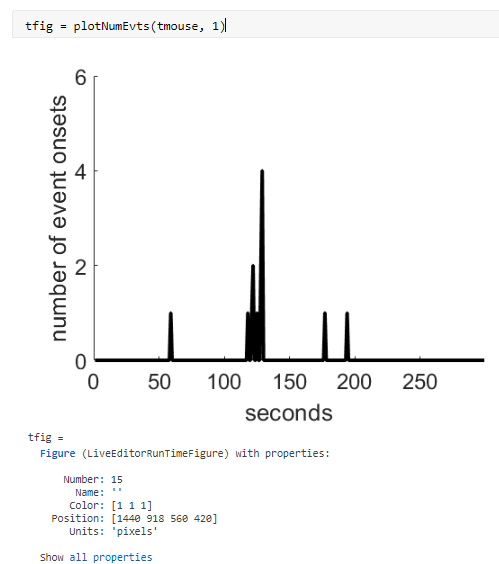 tfig = plotNumEvts(tmouse, 1)
6
4
2
0
number of event onsets
0 50 100 150 200 250
seconds
tfig =
Figure (LiveEditorRunTimeFigure) with properties:
Number: 15
Name: ''
Color: [1 1 1]
Position: [1440 918 560 420]
Units: 'pixels'
Show all properties